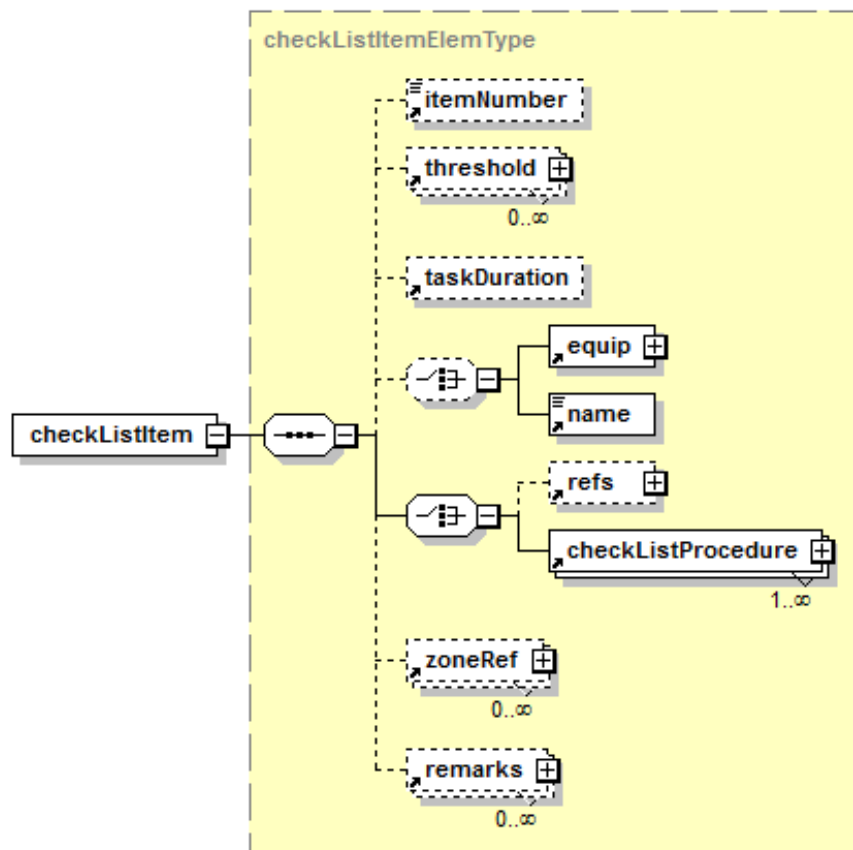 checkListItemElemType
itemNumber
threshold
0..∞
taskDuration
equip
name
checkListItem
refs
checkListProcedure
1..∞
zoneRef
0..∞
remarks
0..∞